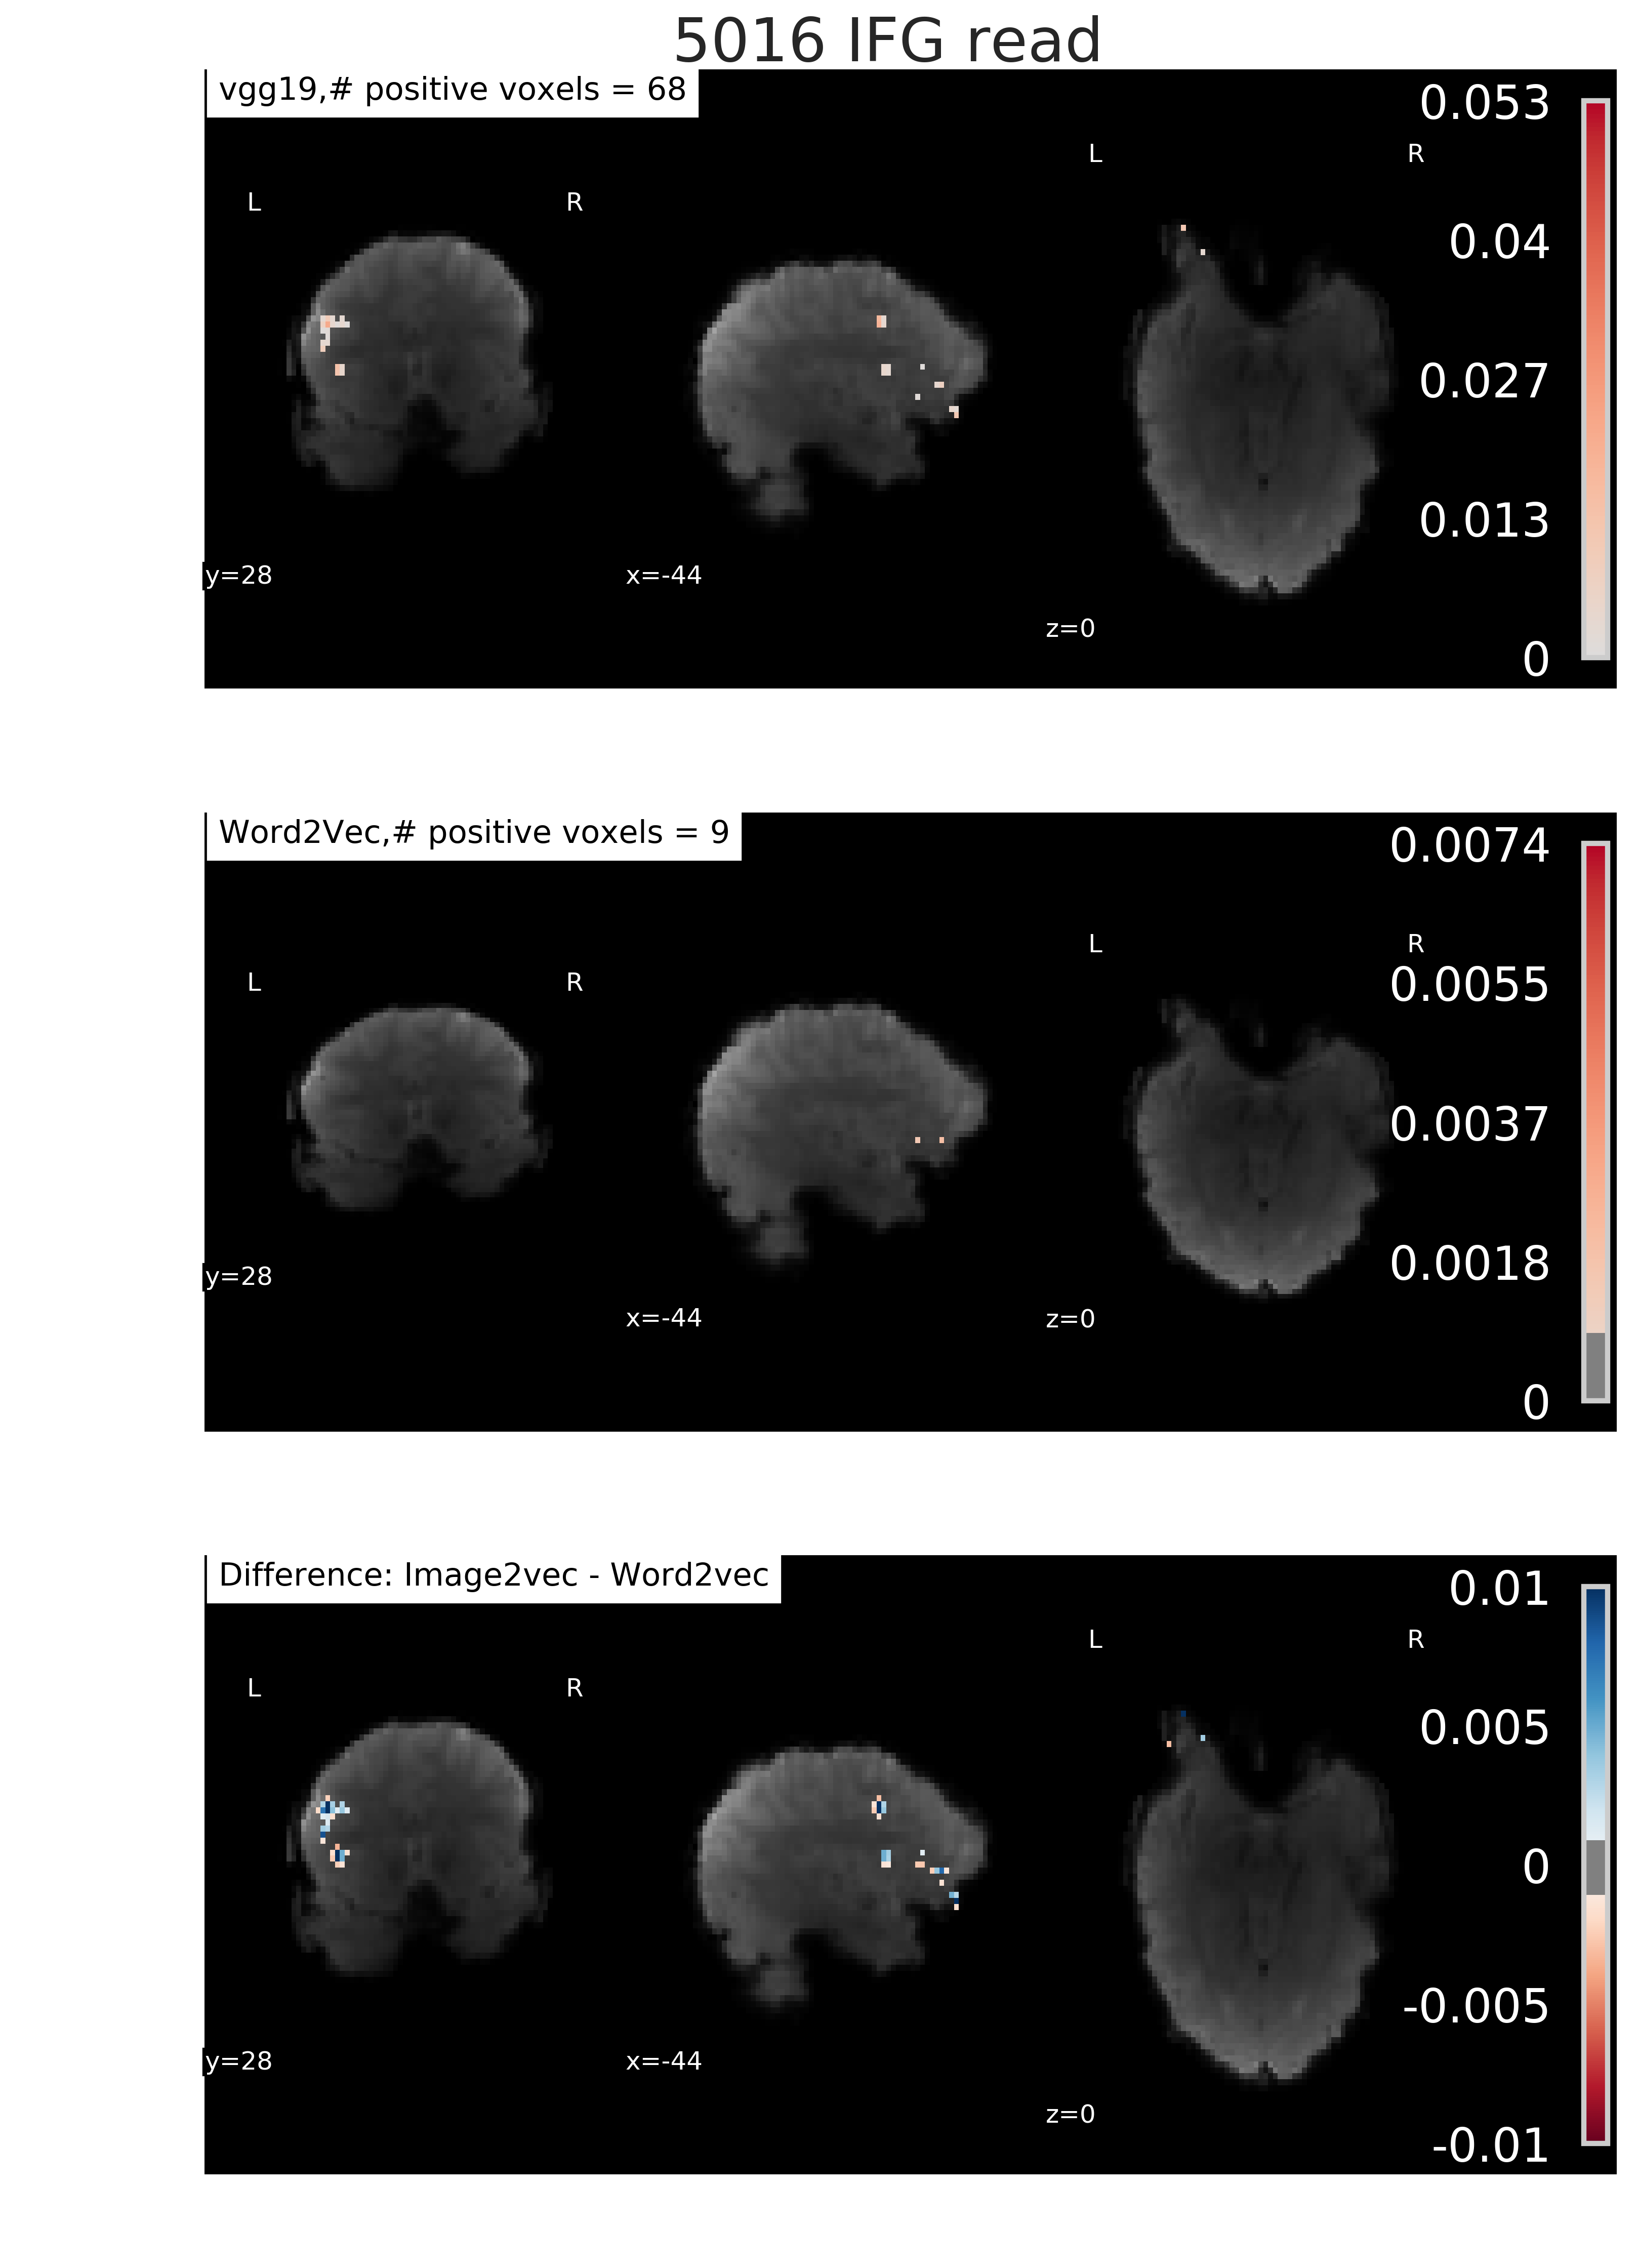 5016 IFG read
vgg19,# positive voxels = 68
0.053
L R
L R
0.04
0.027
0.013
y=28 x=-44
z=0
0
Word2Vec,# positive voxels = 9
0.0074
L R
L R
0.0055
0.0037
0.0018
y=28
x=-44 z=0
0
Difference: Image2vec - Word2vec
0.01
L R
L R
0.005
0
-0.005
y=28 x=-44
z=0
-0.01